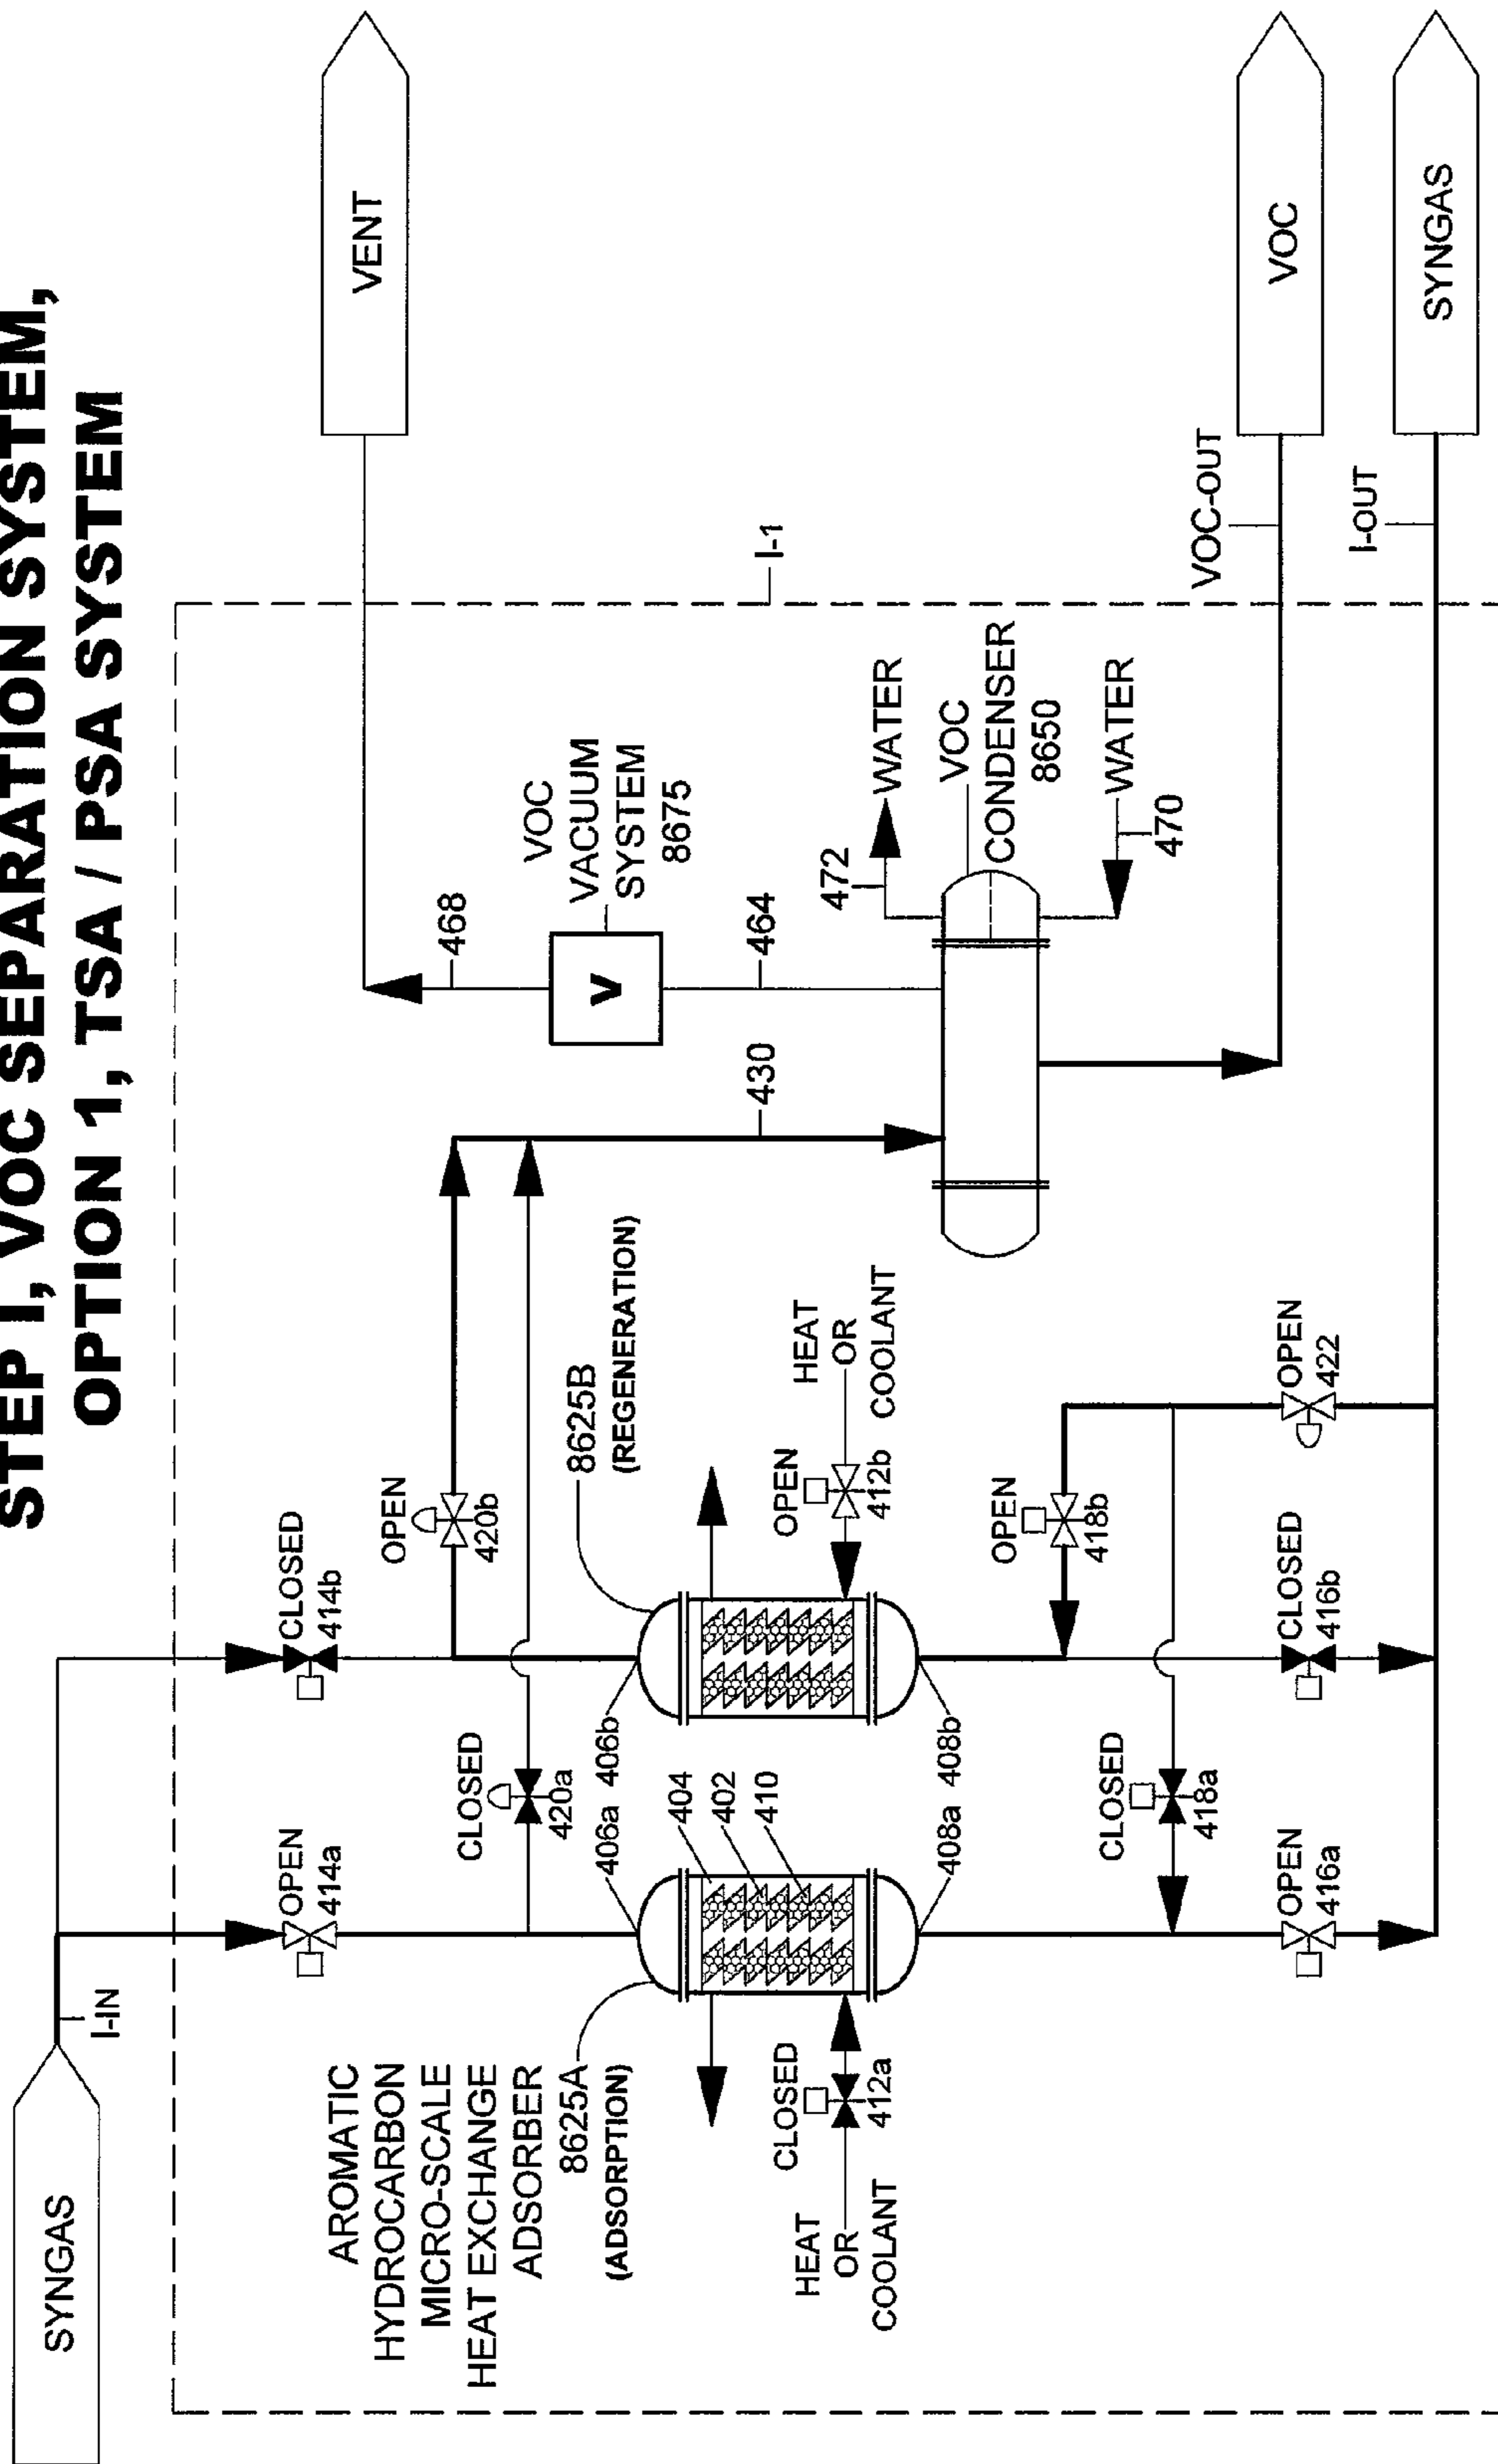 STEP I, VOC SEPARATION SYSTEM,
OPTION 1, TSA / PSA SYSTEM
SYNGAS
I-IN
VENT
OPEN
414a
CLOSED
414b
OPEN
420b
CLOSED
420a
468
VOC
VACUUM
SYSTEM
8675
V
464
430
I-1
AROMATIC
HYDROCARBON
MICRO-SCALE
HEAT EXCHANGE
ADSORBER
8625A
(ADSORPTION)
406a
406b
8625B
(REGENERATION)
404
402
410
408a
408b
HEAT
OR
COOLANT
CLOSED
412a
OPEN
412b
HEAT
OR
COOLANT
472
WATER
VOC
CONDENSER
8650
WATER
470
CLOSED
418a
OPEN
418b
OPEN
416a
CLOSED
416b
OPEN
422
VOC-OUT
VOC
I-OUT
SYNGAS